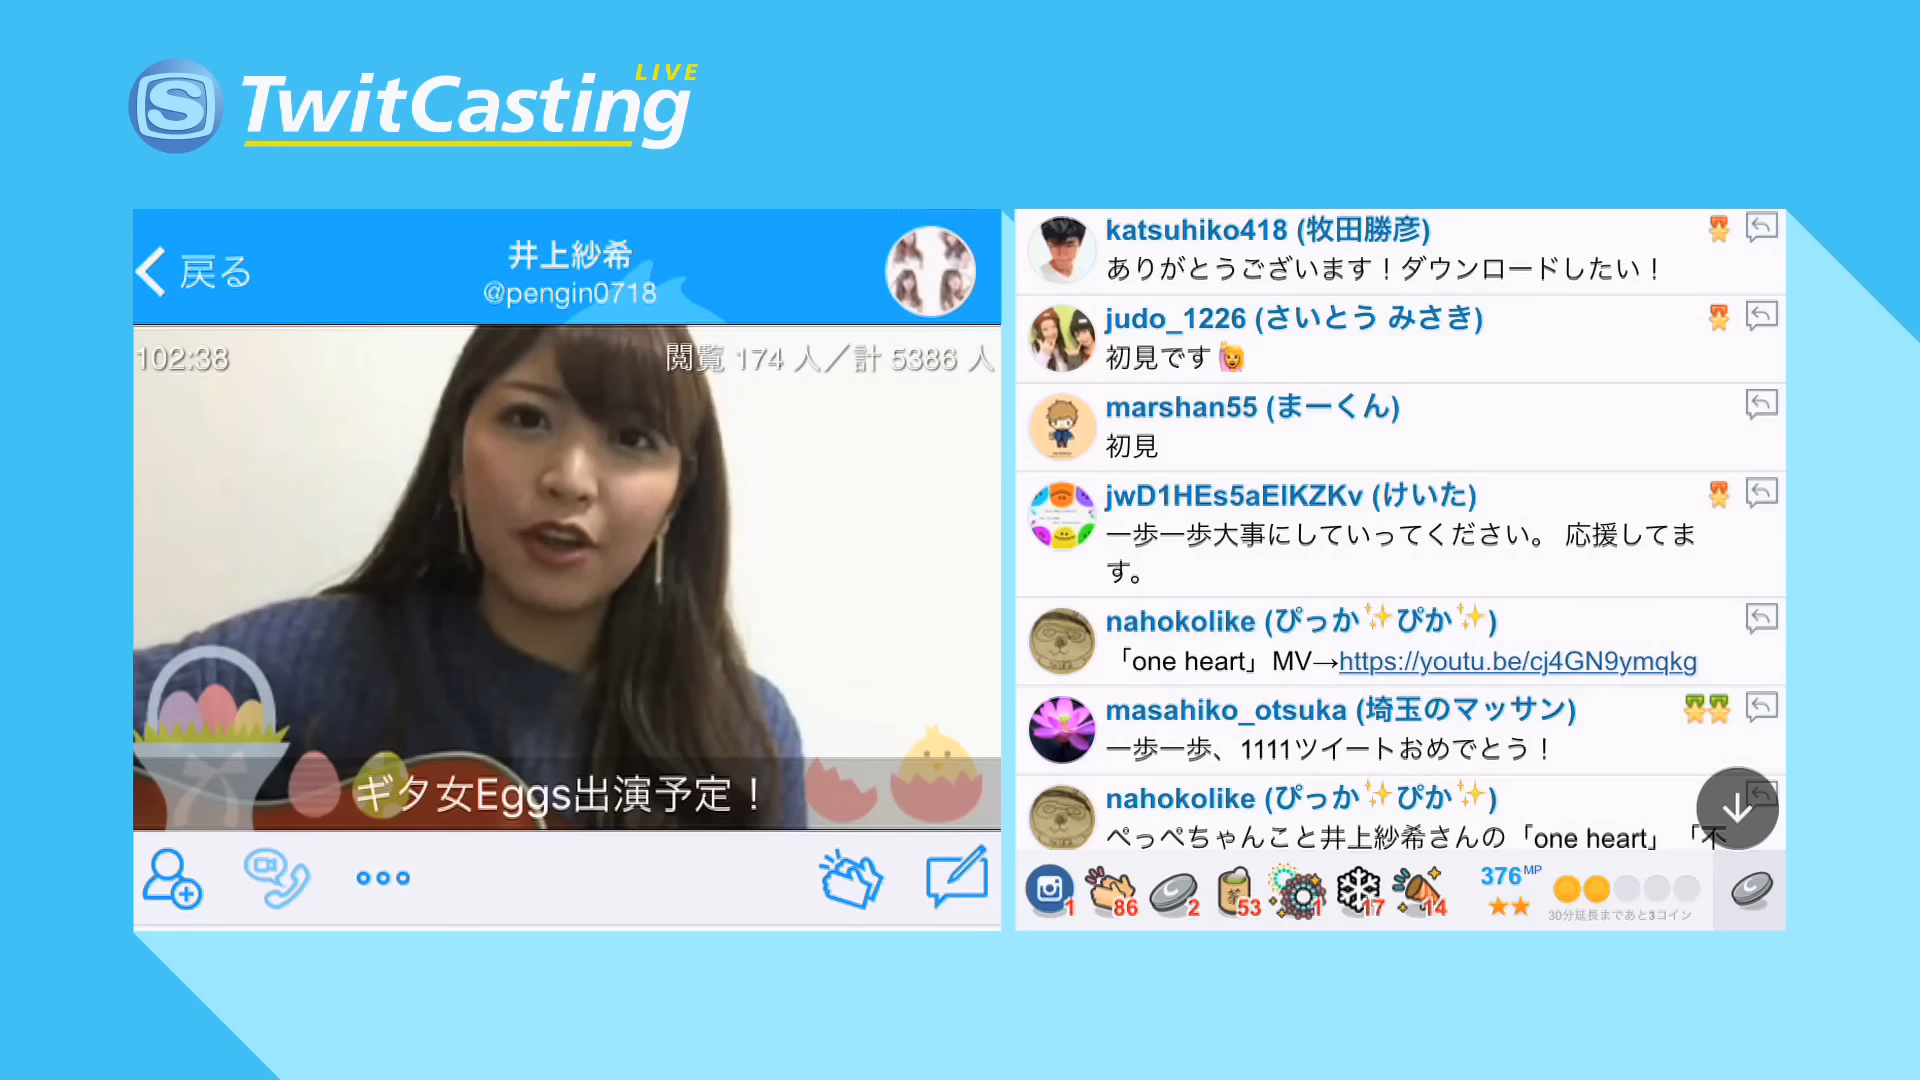 S TwitCasting LIVE
戻る
井上紗希
@pengin0718
102:38
閲覧 174 人／計 5386 人
ギタ女Eggs出演予定！
katsuhiko418 (牧田勝彦)
ありがとうございます！ダウンロードしたい！
judo_1226 (さいとう みさき)
初見です🙋
marshan55 (まーくん)
初見
jwD1HEs5aElKZKv (けいた)
一歩一歩大事にしていってください。 応援してま
す。
nahokolike (ぴっか✨ぴか✨)
「one heart」MV→https://youtu.be/cj4GN9ymqkg
masahiko_otsuka (埼玉のマッサン)
一歩一歩、1111ツイートおめでとう！
nahokolike (ぴっか✨ぴか✨)
ぺっぺちゃんこと井上紗希さんの「one heart」「不
1 86 2 茶 53 1 17 14
376MP
30分延長まであと3コイン